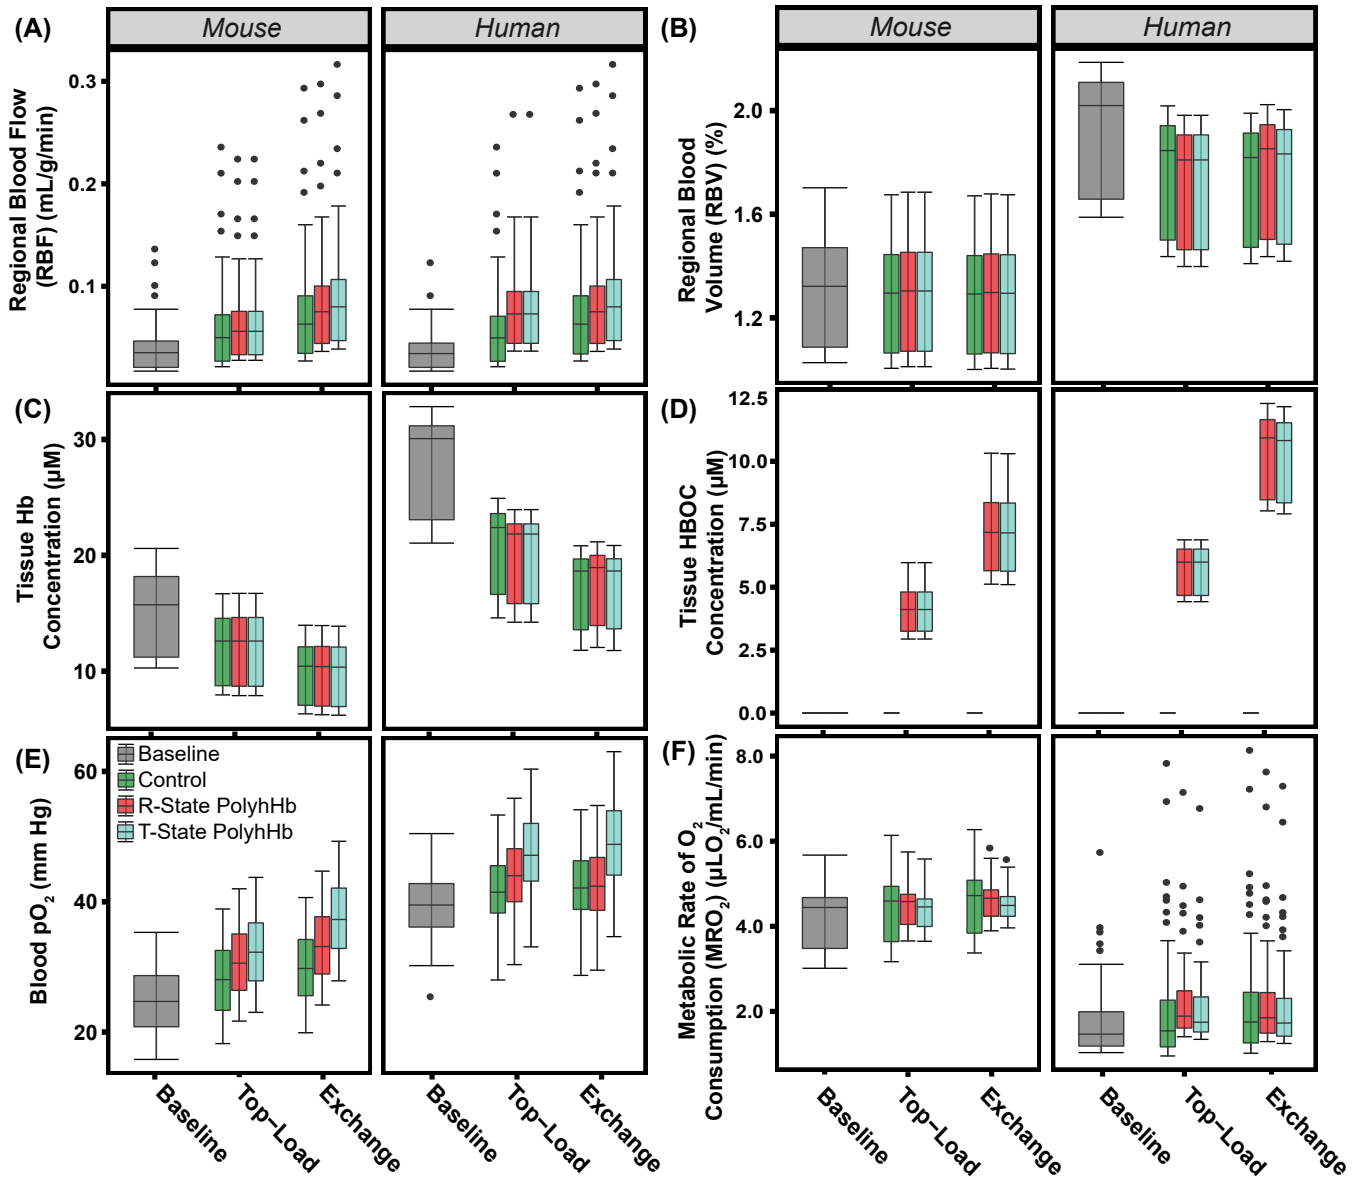 (A)
Mouse
Human
Regional Blood Flow
(RBF) (mL/g/min)
0.3
0.2
0.1
(B)
Mouse
Human
Regional Blood
Volume (RBV) (%)
2.0
1.6
1.2
(C)
Tissue Hb
Concentration (µM)
30
20
10
(D)
Tissue HBOC
Concentration (µM)
12.5
10.0
7.5
5.0
2.5
0.0
(E)
Blood pO₂ (mm Hg)
60
40
20
Baseline
Control
R-State PolyhHb
T-State PolyhHb
Baseline
Top-Load
Exchange
Baseline
Top-Load
Exchange
(F)
Metabolic Rate of O₂
Consumption (MRO₂) (µLO₂/mL/min)
8.0
6.0
4.0
2.0
Baseline
Top-Load
Exchange
Baseline
Top-Load
Exchange